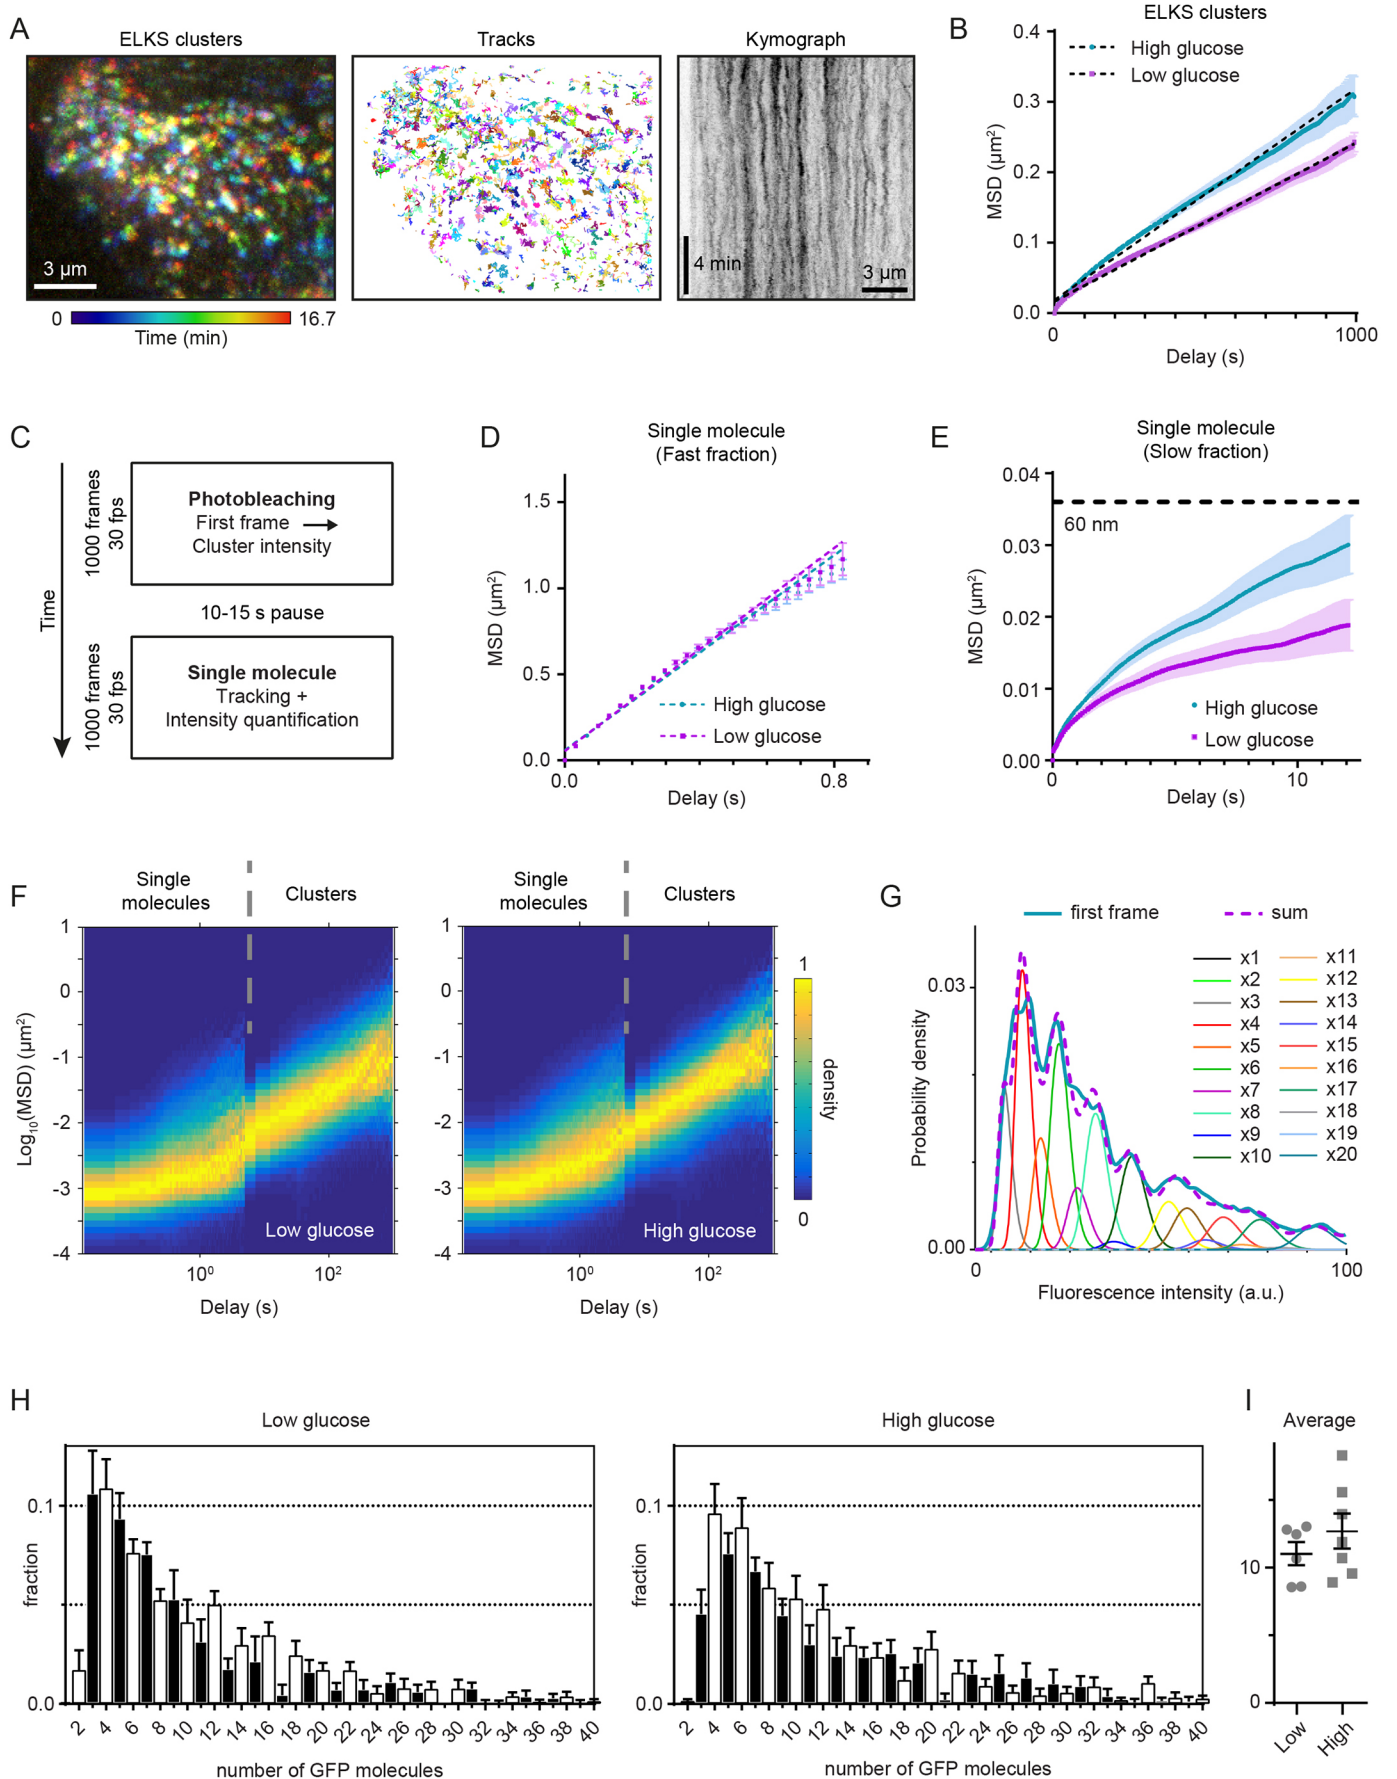 A
ELKS clusters
Tracks
Kymograph
3 µm
4 min
3 µm
0
16.7
Time (min)
B
ELKS clusters
High glucose
Low glucose
0.4
0.3
0.2
0.1
0.0
MSD (µm²)
0
1000
Delay (s)
C
Time
1000 frames
30 fps
Photobleaching
First frame
Cluster intensity
10-15 s pause
1000 frames
30 fps
Single molecule
Tracking +
Intensity quantification
D
Single molecule
(Fast fraction)
1.5
1.0
0.5
0.0
MSD (µm²)
High glucose
Low glucose
0.0
0.8
Delay (s)
E
Single molecule
(Slow fraction)
0.04
0.03
0.02
0.01
0.00
MSD (µm²)
60 nm
High glucose
Low glucose
0
10
Delay (s)
F
Single
molecules
Clusters
1
0
-1
-2
-3
-4
Log₁₀(MSD) (µm²)
Low glucose
10⁰
10²
Delay (s)
Single
molecules
Clusters
1
0
-1
-2
-3
-4
High glucose
10⁰
10²
Delay (s)
1
density
0
G
first frame
sum
0.03
0.00
Probability density
x1
x2
x3
x4
x5
x6
x7
x8
x9
x10
x11
x12
x13
x14
x15
x16
x17
x18
x19
x20
0
100
Fluorescence intensity (a.u.)
H
Low glucose
0.1
0.0
fraction
2 4 6 8 10 12 14 16 18 20 22 24 26 28 30 32 34 36 38 40
number of GFP molecules
High glucose
0.1
0.0
fraction
2 4 6 8 10 12 14 16 18 20 22 24 26 28 30 32 34 36 38 40
number of GFP molecules
I
Average
10
0
Low
High